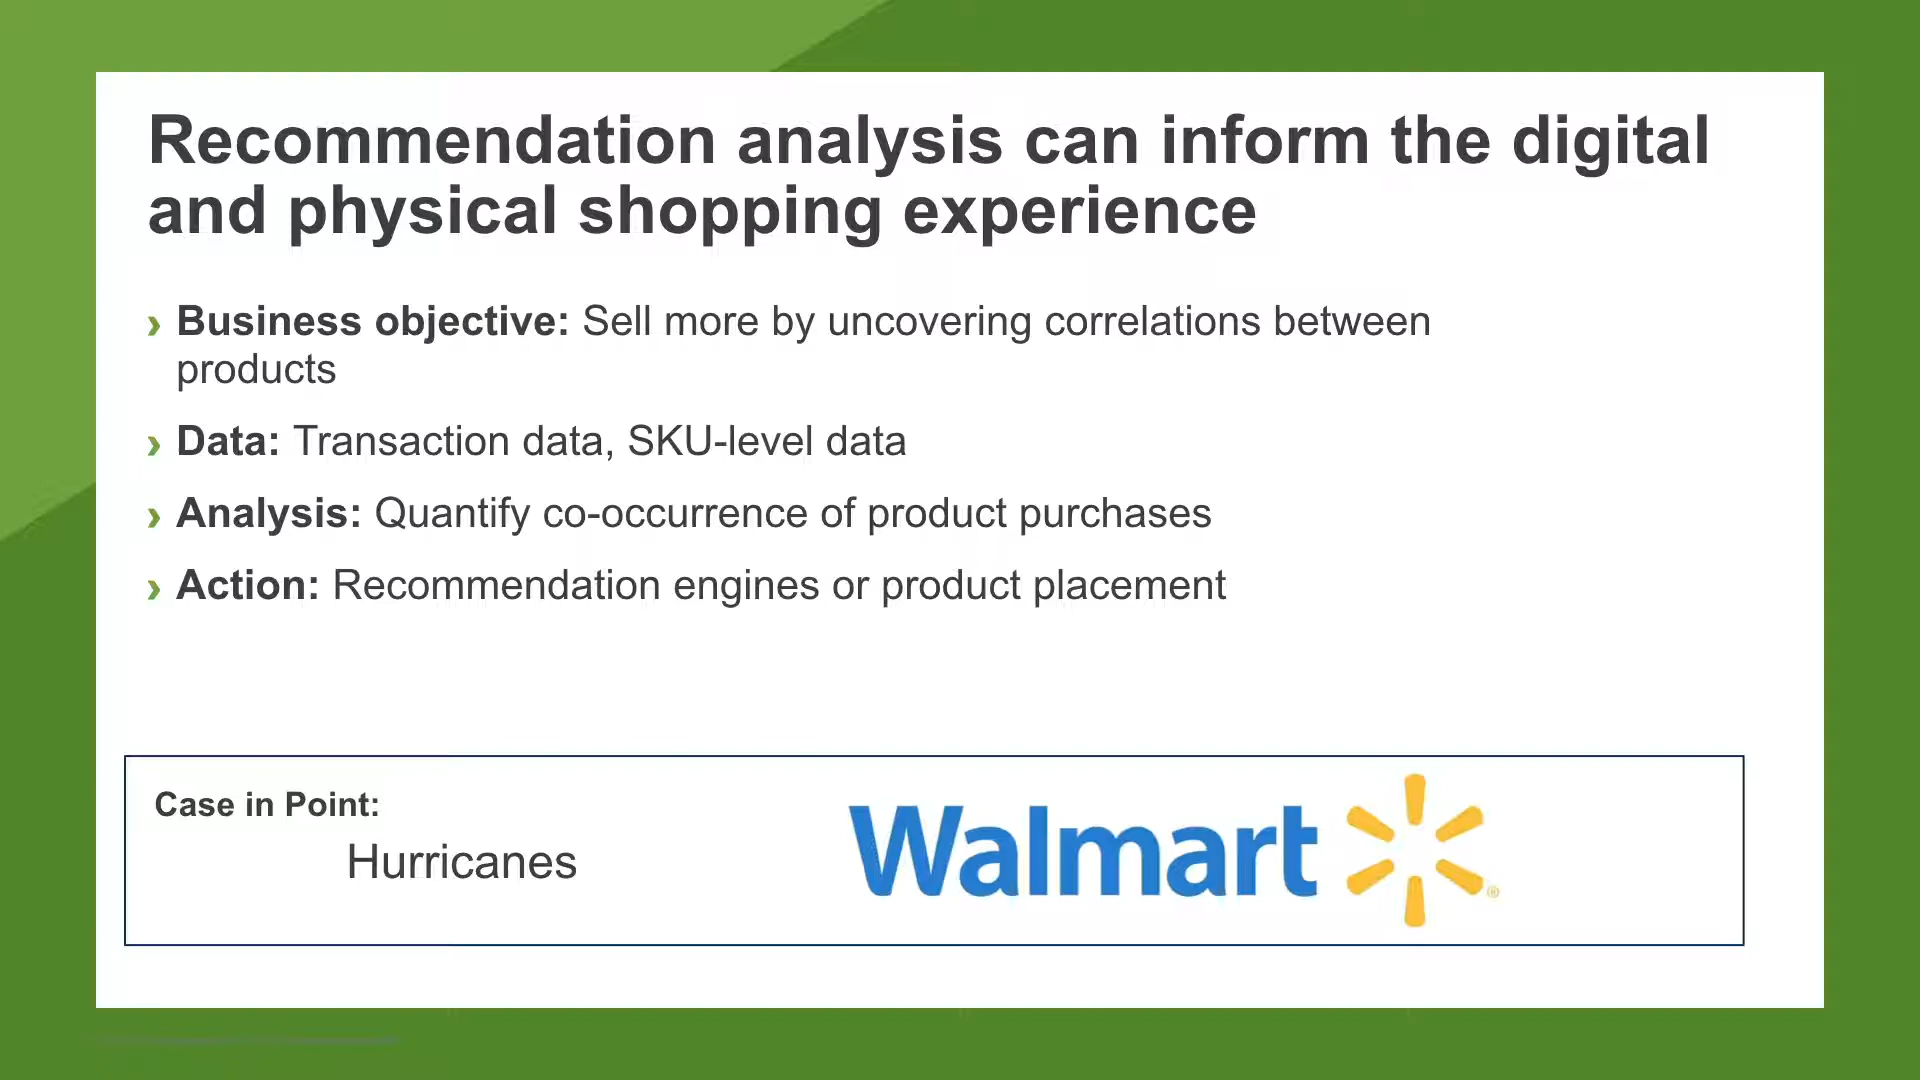 Recommendation analysis can inform the digital
and physical shopping experience
› Business objective: Sell more by uncovering correlations between
products
› Data: Transaction data, SKU-level data
› Analysis: Quantify co-occurrence of product purchases
› Action: Recommendation engines or product placement
Case in Point:
Hurricanes
Walmart ®